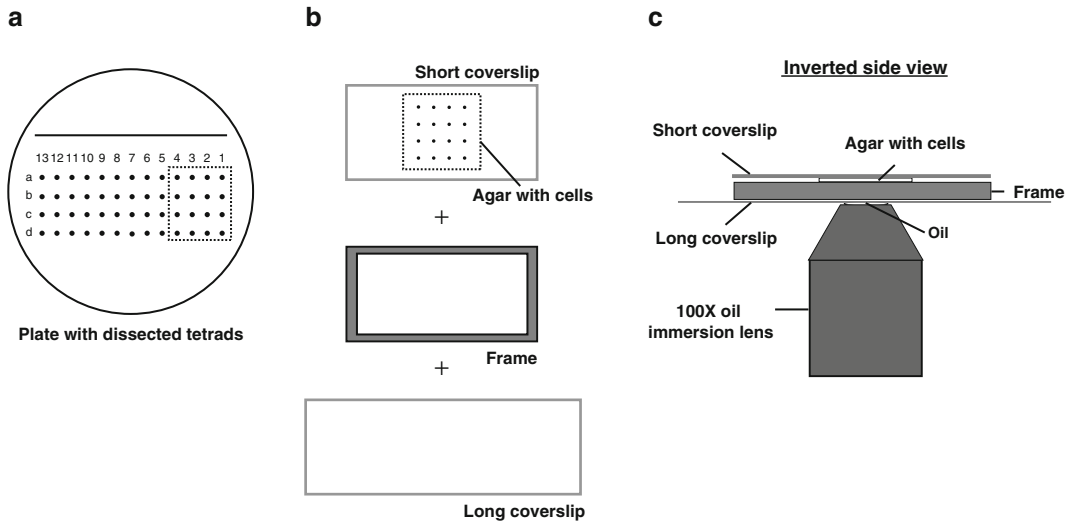 a
13 12 11 10 9 8 7 6 5 4 3 2 1
a
b
c
d
Plate with dissected tetrads
b
Short coverslip
Agar with cells
+
Frame
+
Long coverslip
c
Inverted side view
Short coverslip
Agar with cells
Frame
Long coverslip
Oil
100X oil
immersion lens